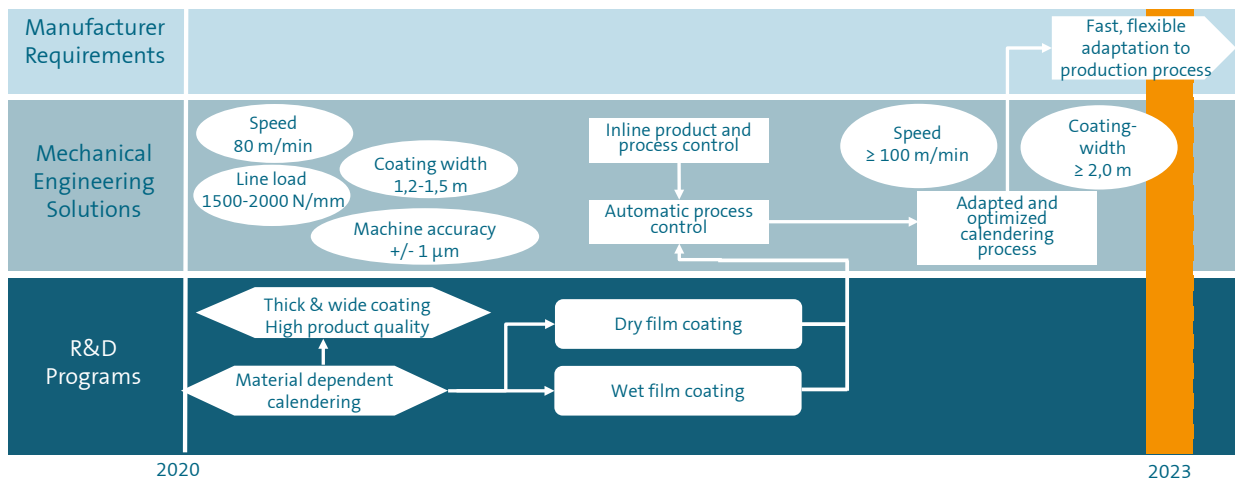 Manufacturer
Requirements
Fast, flexible
adaptation to
production process
Mechanical
Engineering
Solutions
Speed
80 m/min
Line load
1500-2000 N/mm
Coating width
1,2-1,5 m
Machine accuracy
+/- 1 µm
Inline product and
process control
Automatic process
control
Speed
≥ 100 m/min
Coating-
width
≥ 2,0 m
Adapted and
optimized
calendering
process
R&D
Programs
Thick & wide coating
High product quality
Material dependent
calendering
Dry film coating
Wet film coating
2020
2023